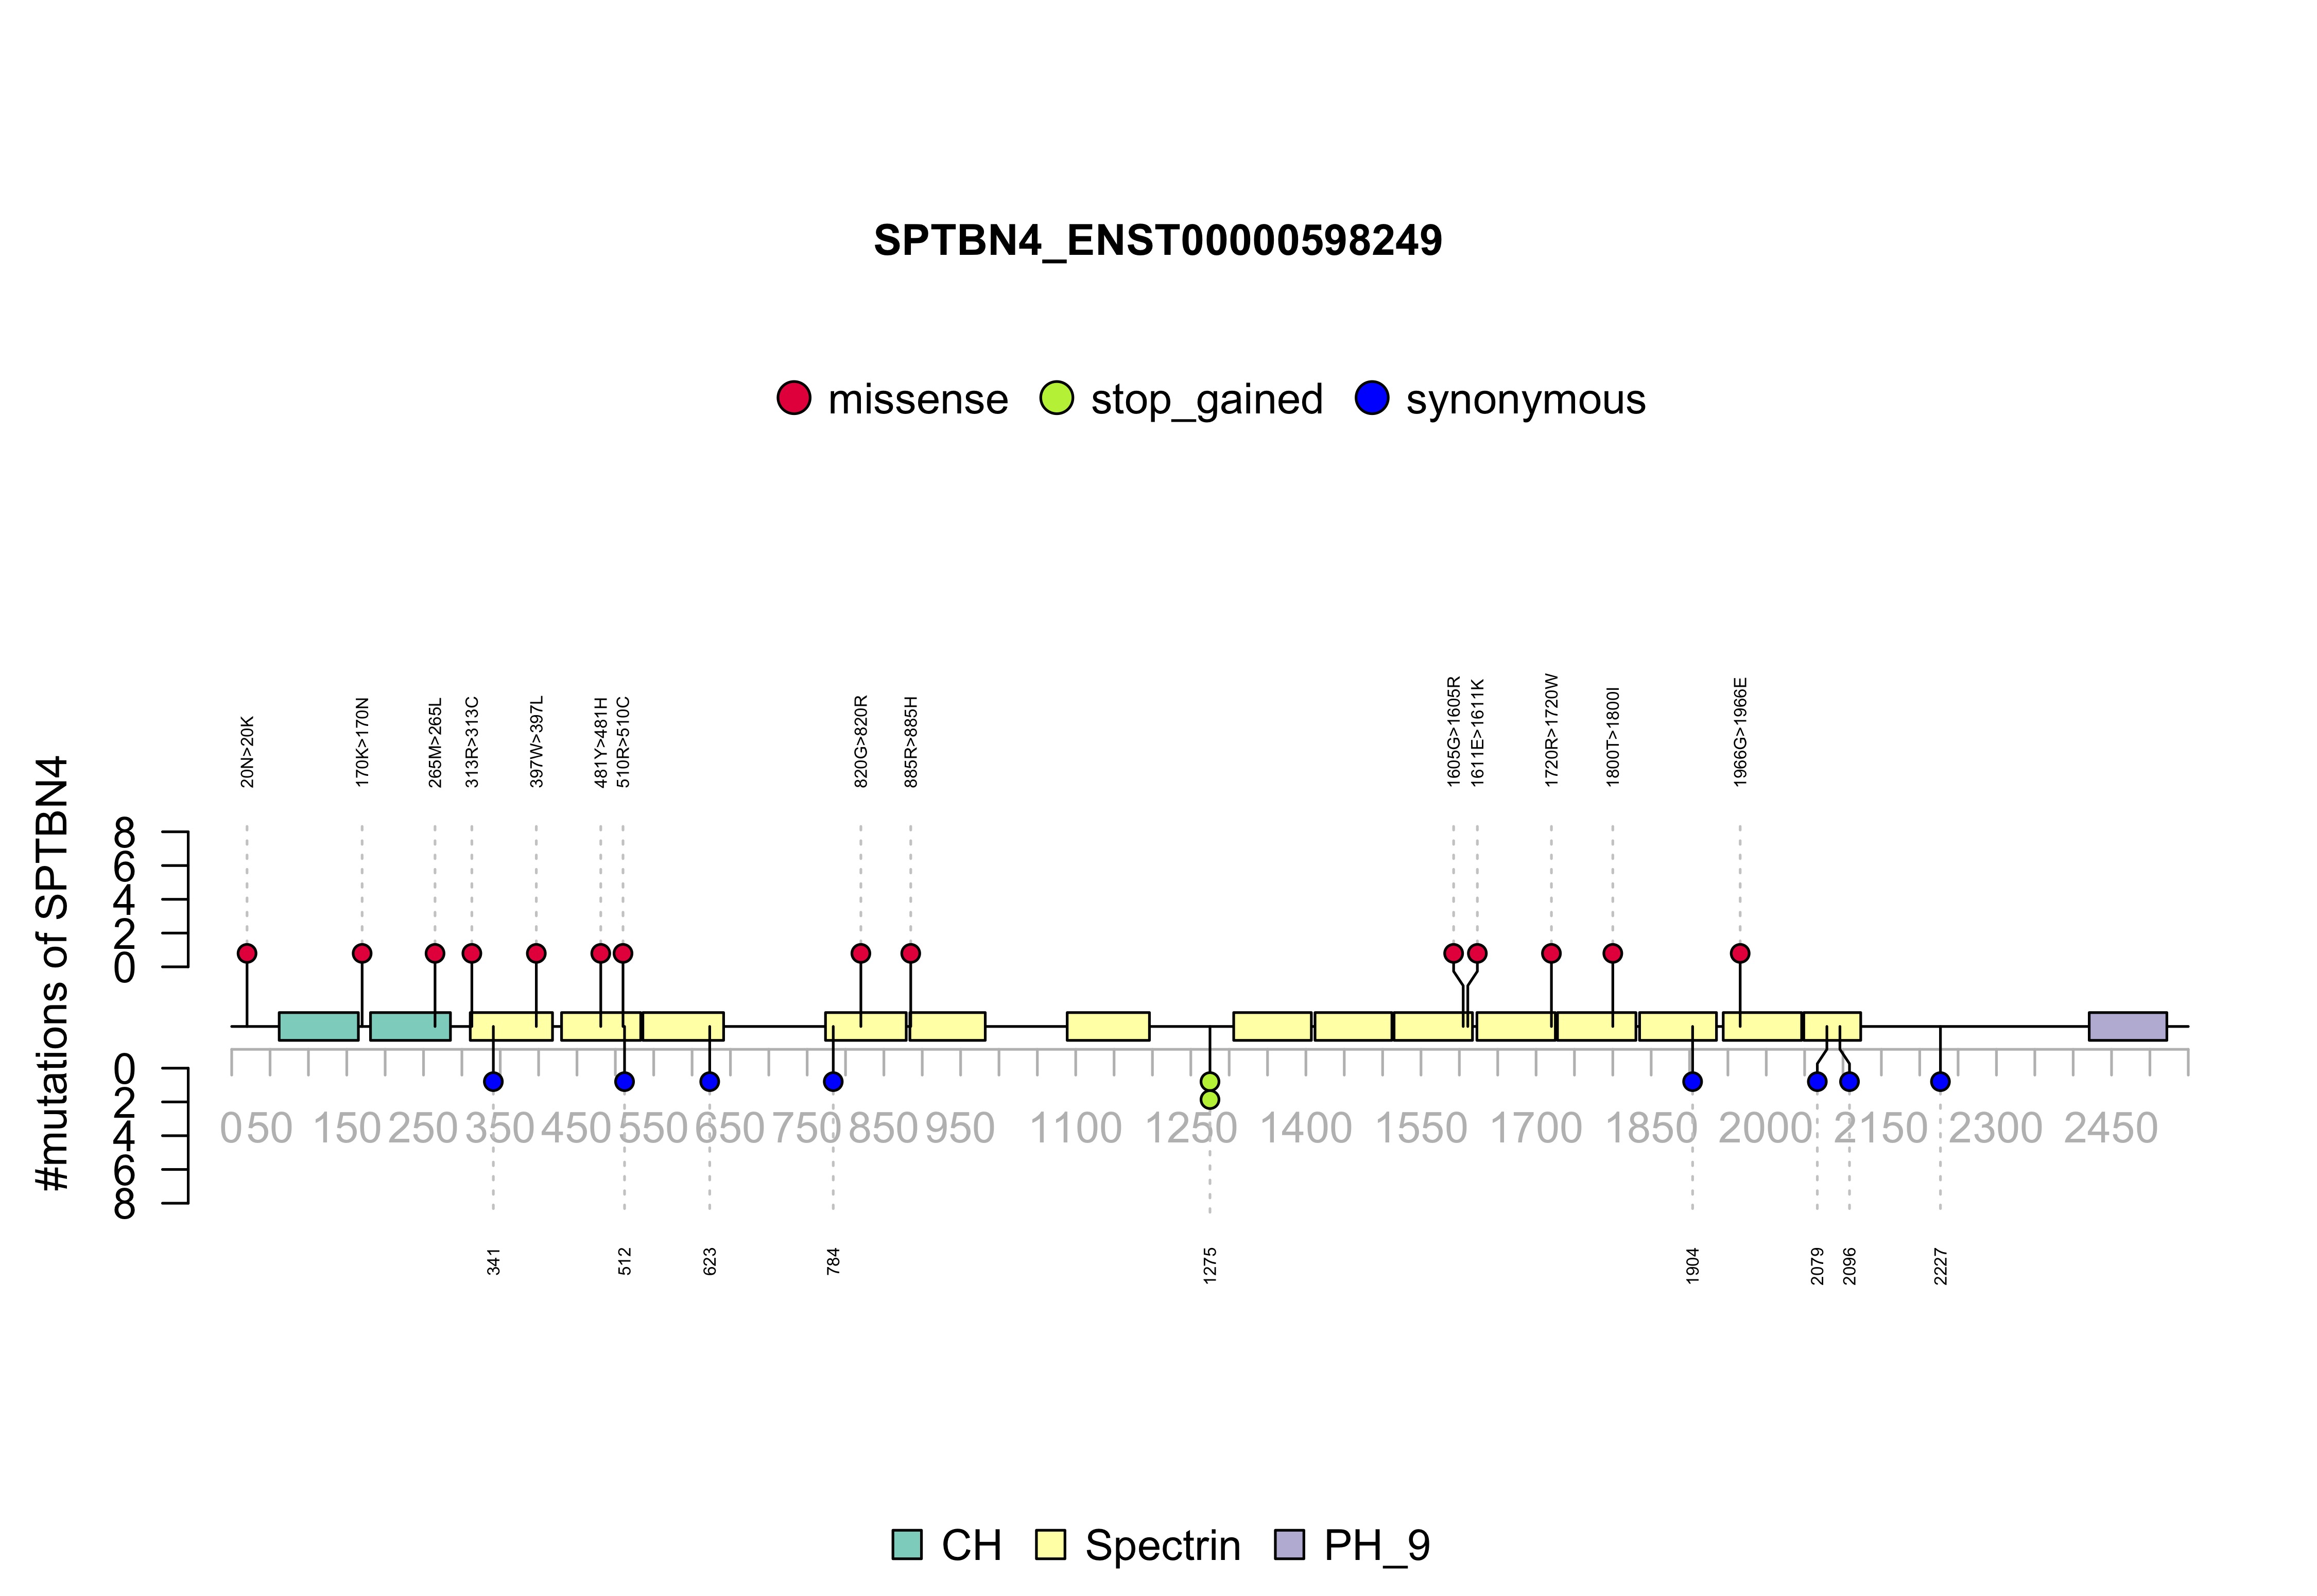 SPTBN4_ENST00000598249
missense stop_gained synonymous
20N>20K
170K>170N
265M>265L
313R>313C
397W>397L
481Y>481H
510R>510C
820G>820R
885R>885H
1605G>1605R
1611E>1611K
1720R>1720W
1800T>1800I
1966G>1966E
#mutations of SPTBN4
8
6
4
2
0
0
2
4
6
8
0 50 150 250 350 450 550 650 750 850 950 1100 1250 1400 1550 1700 1850 2000 2150 2300 2450
341
512
623
784
1275
1904
2079
2096
2227
CH Spectrin PH_9